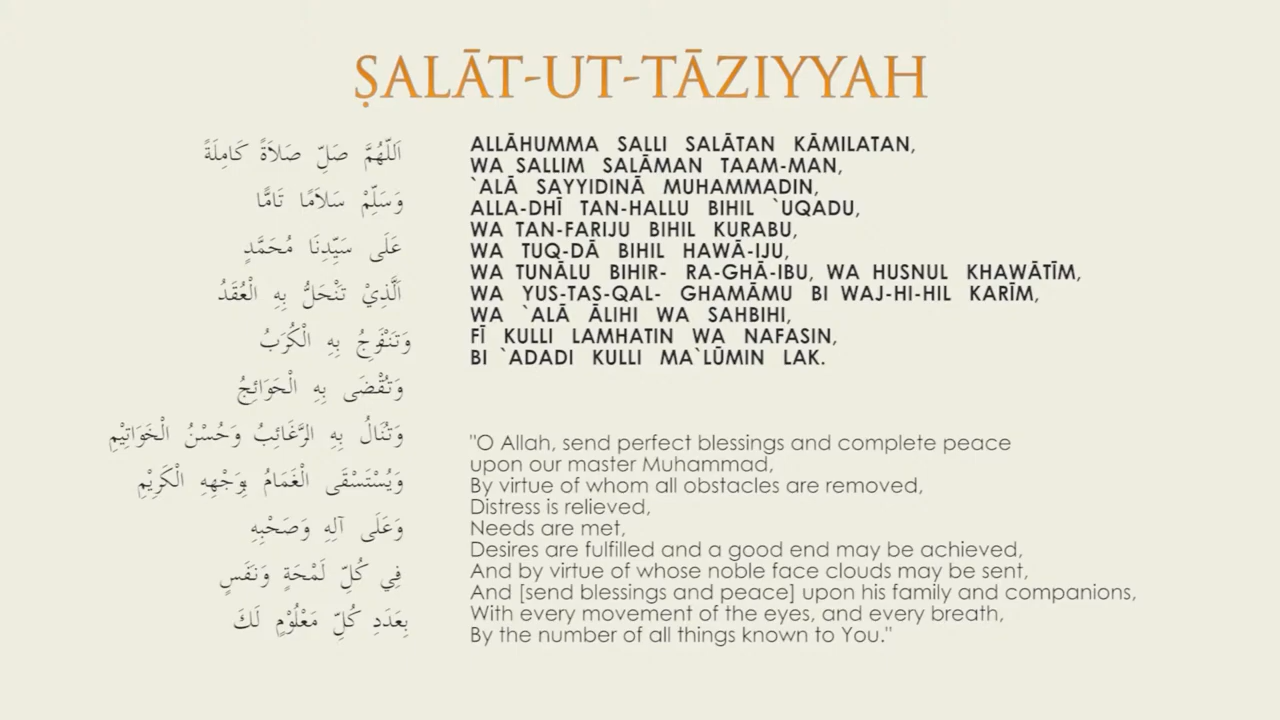 ṢALĀT-UT-TĀZIYYAH
اَللّٰهُمَّ صَلِّ صَلاَةً كَامِلَةً
وَسَلِّمْ سَلاَمًا تَامًّا
عَلَى سَيِّدِنَا مُحَمَّدٍ
اَلَّذِيْ تَنْحَلُّ بِهِ الْعُقَدُ
وَتَنْفَرِجُ بِهِ الْكُرَبُ
وَتُقْضَى بِهِ الْحَوَائِجُ
وَتُنَالُ بِهِ الرَّغَائِبُ وَحُسْنُ الْخَوَاتِيْمِ
وَيُسْتَسْقَى الْغَمَامُ بِوَجْهِهِ الْكَرِيْمِ
وَعَلَى آلِهِ وَصَحْبِهِ
فِي كُلِّ لَمْحَةٍ وَنَفَسٍ
بِعَدَدِ كُلِّ مَعْلُوْمٍ لَكَ
ALLĀHUMMA SALLI SALĀTAN KĀMILATAN,
WA SALLIM SALĀMAN TAAM-MAN,
`ALĀ SAYYIDINĀ MUHAMMADIN,
ALLA-DHĪ TAN-HALLU BIHIL `UQADU,
WA TAN-FARIJU BIHIL KURABU,
WA TUQ-DĀ BIHIL HAWĀ-IJU,
WA TUNĀLU BIHIR- RA-GHĀ-IBU, WA HUSNUL KHAWĀTĪM,
WA YUS-TAS-QAL- GHAMĀMU BI WAJ-HI-HIL KARĪM,
WA `ALĀ ĀLIHI WA SAHBIHI,
FĪ KULLI LAMHATIN WA NAFASIN,
BI `ADADI KULLI MA`LŪMIN LAK.
"O Allah, send perfect blessings and complete peace
upon our master Muhammad,
By virtue of whom all obstacles are removed,
Distress is relieved,
Needs are met,
Desires are fulfilled and a good end may be achieved,
And by virtue of whose noble face clouds may be sent,
And [send blessings and peace] upon his family and companions,
With every movement of the eyes, and every breath,
By the number of all things known to You."